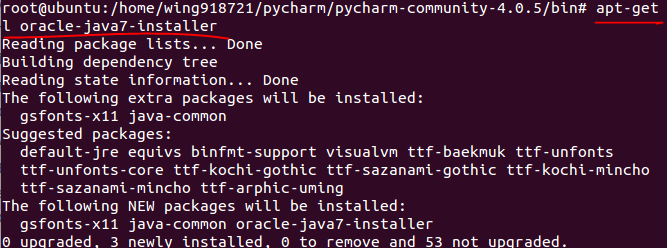 root@ubuntu:/home/wing918721/pycharm/pycharm-community-4.0.5/bin# apt-get
l oracle-java7-installer
Reading package lists... Done
Building dependency tree
Reading state information... Done
The following extra packages will be installed:
  gsfonts-x11 java-common
Suggested packages:
  default-jre equivs binfmt-support visualvm ttf-baekmuk ttf-unfonts
  ttf-unfonts-core ttf-kochi-gothic ttf-sazanami-gothic ttf-kochi-mincho
  ttf-sazanami-mincho ttf-arphic-uming
The following NEW packages will be installed:
  gsfonts-x11 java-common oracle-java7-installer
0 upgraded, 3 newly installed, 0 to remove and 53 not upgraded.